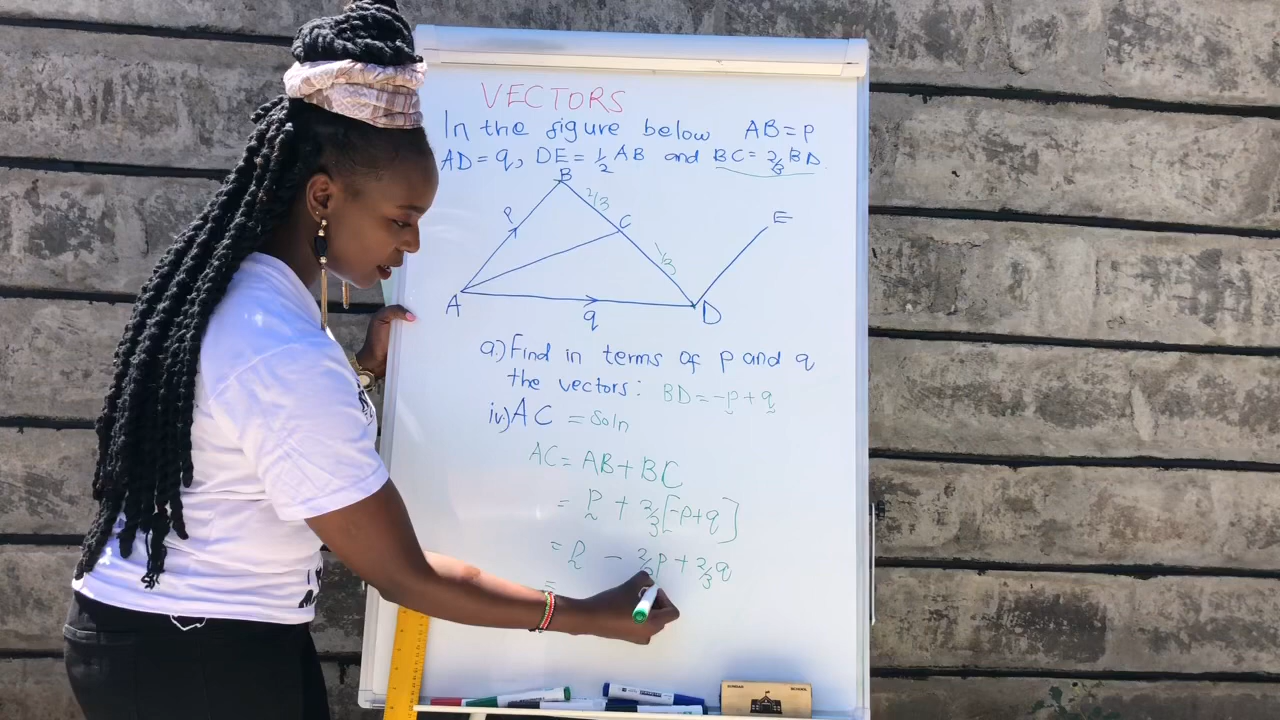 VECTORS
In the figure below AB = p
AD = q, DE = 1/2 AB and BC = 2/3 BD
B
2/3
p
C
E
1/3
A
D
q
a.) Find in terms of p and q
the vectors: BD = -p + q
iv) AC = Soln
AC = AB + BC
= p + 2/3 [-p+q]
= p - 2/3 p + 2/3 q
=